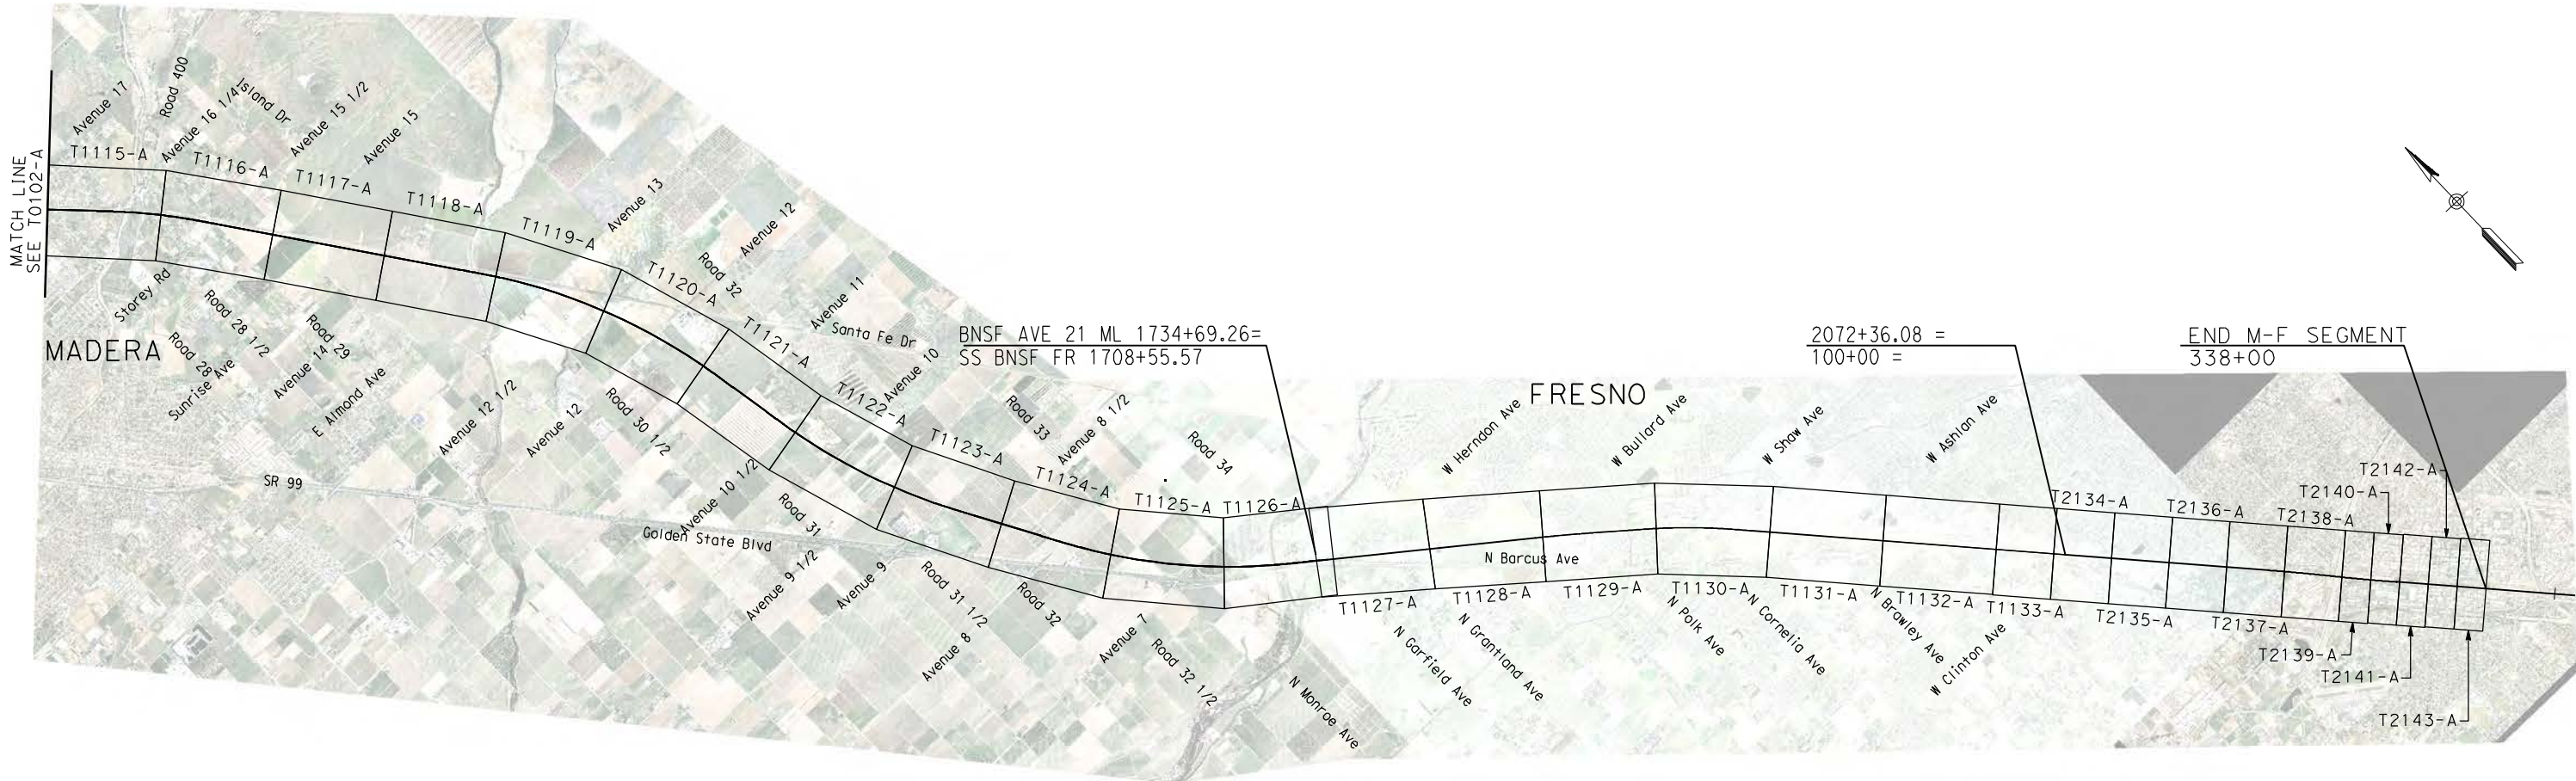 MATCH LINE
SEE T0102-A
Avenue 17
Road 400
Avenue 16 1/4
Island Dr
Avenue 15 1/2
Avenue 15
T1115-A
T1116-A
T1117-A
T1118-A
T1119-A
Avenue 13
T1120-A
Road 32
Avenue 12
T1121-A
Avenue 11
Santa Fe Dr
T1122-A
Avenue 10
T1123-A
Road 33
Avenue 8 1/2
T1124-A
Road 34
T1125-A
T1126-A
MADERA
Storey Rd
Road 28 1/2
Road 28
Sunrise Ave
Road 29
Avenue 14
E Almond Ave
Avenue 12 1/2
Avenue 12
Road 30 1/2
SR 99
Golden State Blvd
Avenue 10 1/2
Road 31
Avenue 9 1/2
Avenue 9
Road 31 1/2
Avenue 8
Road 32
Avenue 7
Road 32 1/2
BNSF AVE 21 ML 1734+69.26=
SS BNSF FR 1708+55.57
2072+36.08 =
100+00 =
END M-F SEGMENT
338+00
FRESNO
W Herndon Ave
W Bullard Ave
W Shaw Ave
W Ashlan Ave
N Barcus Ave
T1127-A
T1128-A
T1129-A
T1130-A
T1131-A
T1132-A
T1133-A
N Monroe Ave
N Garfield Ave
N Grantland Ave
N Polk Ave
N Cornelia Ave
N Brawley Ave
W Clinton Ave
T2134-A
T2135-A
T2136-A
T2137-A
T2138-A
T2139-A
T2140-A
T2141-A
T2142-A
T2143-A